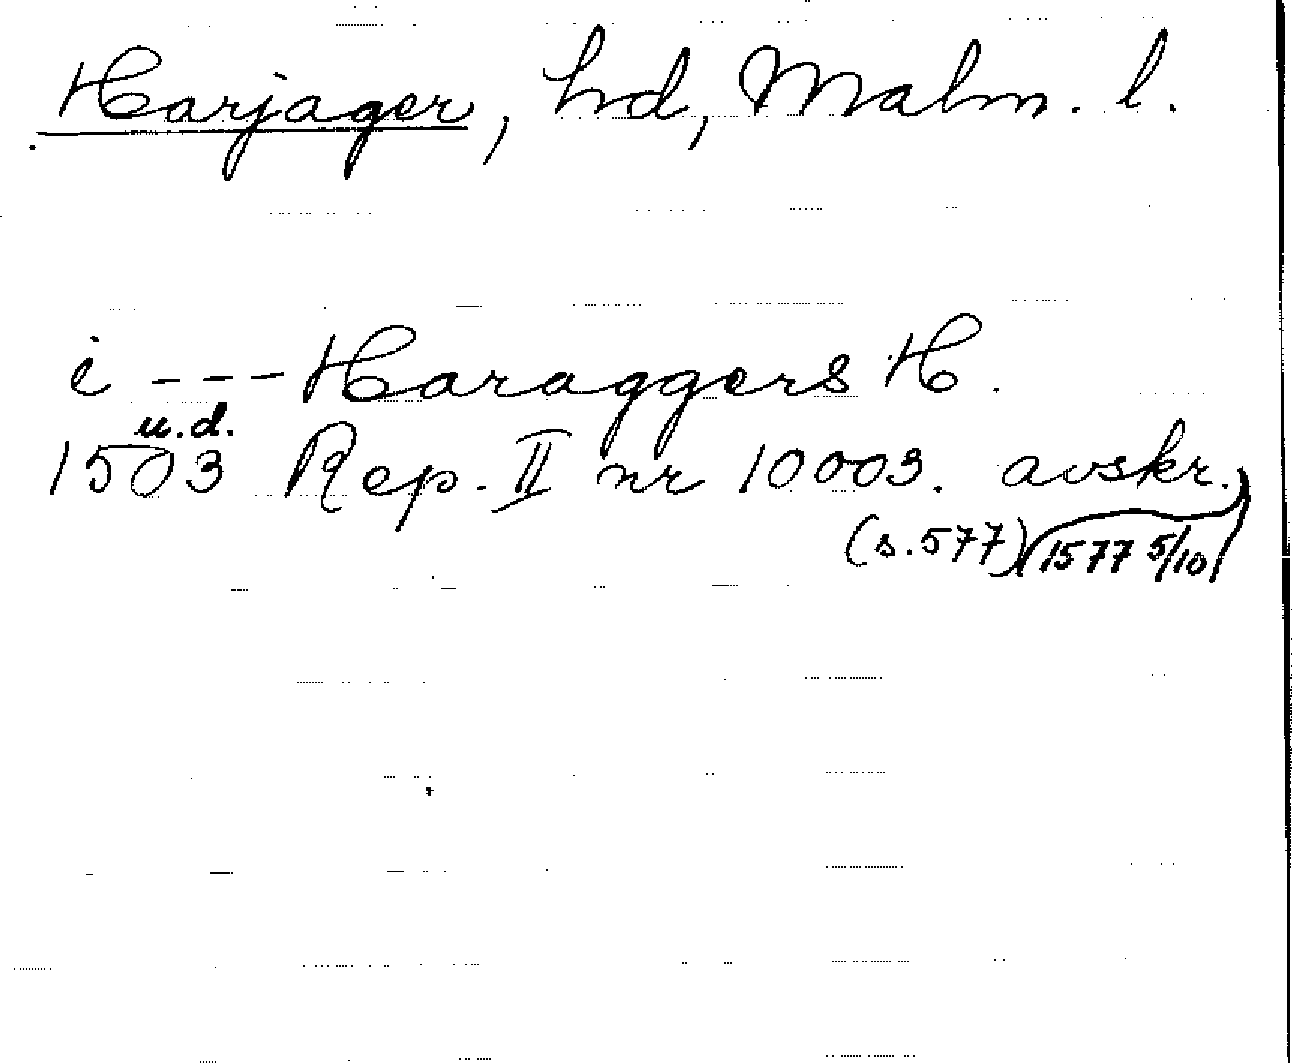 Harjager, hd, Malm. l.
i --- Haraggers H.
u.d.
1503 Rep. II nr 10003. avskr.
(s. 577) 1577 5/10